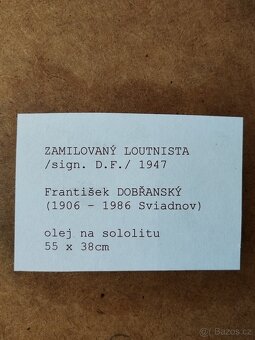 ZAMILOVANÝ LOUTNISTA
/sign. D.F./ 1947
František DOBŘANSKÝ
(1906 - 1986 Sviadnov)
olej na sololitu
55 x 38cm
Bazos.cz